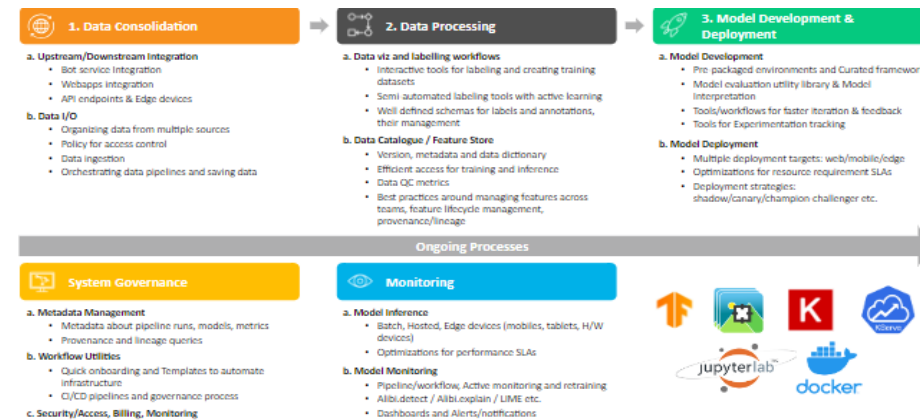 1. Data Consolidation
a. Upstream/Downstream Integration
• Bot service Integration
• Webapps integration
• API endpoints & Edge devices
b. Data I/O
• Organizing data from multiple sources
• Policy for access control
• Data ingestion
• Orchestrating data pipelines and saving data
2. Data Processing
a. Data viz and labelling workflows
• Interactive tools for labeling and creating training
datasets
• Semi automated labeling tools with active learning
• Well defined schemas for labels and annotations,
their management
b. Data Catalogue / Feature Store
• Version, metadata and data dictionary
• Efficient access for training and inference
• Data QC metrics
• Best practices around managing features across
teams, feature lifecycle management,
provenance/lineage
3. Model Development &
Deployment
a. Model Development
• Pre-packaged environments and Curated framewor
• Model evaluation utility library & Model
Interpretation
• Tools/workflows for faster iteration & feedback
• Tools for Experimentation tracking
b. Model Deployment
• Multiple deployment targets: web/mobile/edge
• Optimizations for resource requirement SLAs
• Deployment strategies:
shadow/canary/champion-challenger etc.
Ongoing Processes
System Governance
a. Metadata Management
• Metadata about pipeline runs, models, metrics
• Provenance and lineage queries
b. Workflow Utilities
• Quick onboarding and Templates to automate
infrastructure
• CI/CD pipelines and governance process
c. Security/Access, Billing, Monitoring
Monitoring
a. Model Inference
• Batch, Hosted, Edge devices (mobiles, tablets, H/W
devices)
• Optimizations for performance SLAs
b. Model Monitoring
• Pipeline/workflow, Active monitoring and retraining
• Alibi.detect / Alibi.explain / LIME etc.
• Dashboards and Alerts/notifications
K
KServe
jupyterlab
docker